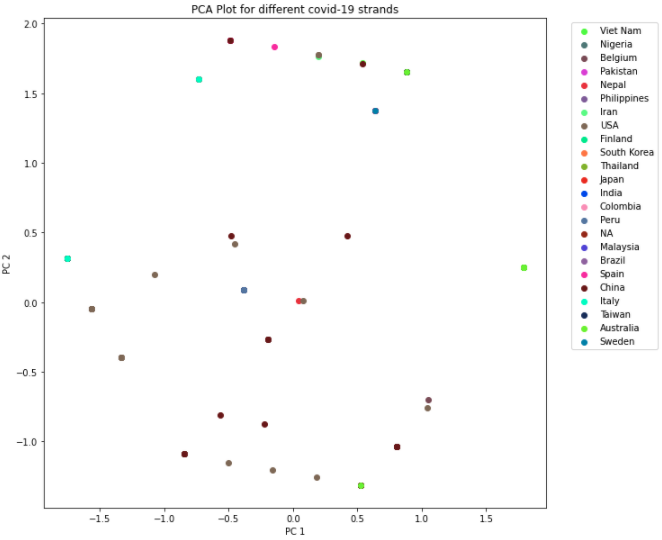 PCA Plot for different covid-19 strands
2.0
1.5
1.0
0.5
0.0
−0.5
−1.0
PC 2
−1.5
−1.0
−0.5
0.0
0.5
1.0
1.5
PC 1
Viet Nam
Nigeria
Belgium
Pakistan
Nepal
Philippines
Iran
USA
Finland
South Korea
Thailand
Japan
India
Colombia
Peru
NA
Malaysia
Brazil
Spain
China
Italy
Taiwan
Australia
Sweden